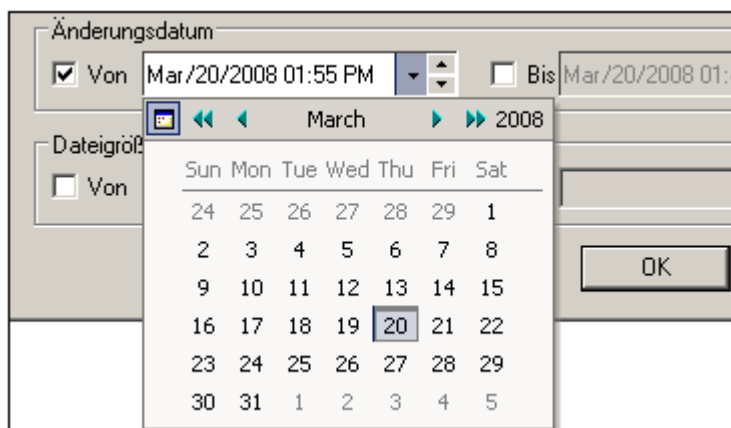 Änderungsdatum
Von Mar/20/2008 01:55 PM Bis Mar/20/2008 01:
March 2008
Dateigröß
Von
Sun Mon Tue Wed Thu Fri Sat
24 25 26 27 28 29 1
2 3 4 5 6 7 8
9 10 11 12 13 14 15
OK
16 17 18 19 20 21 22
23 24 25 26 27 28 29
30 31 1 2 3 4 5